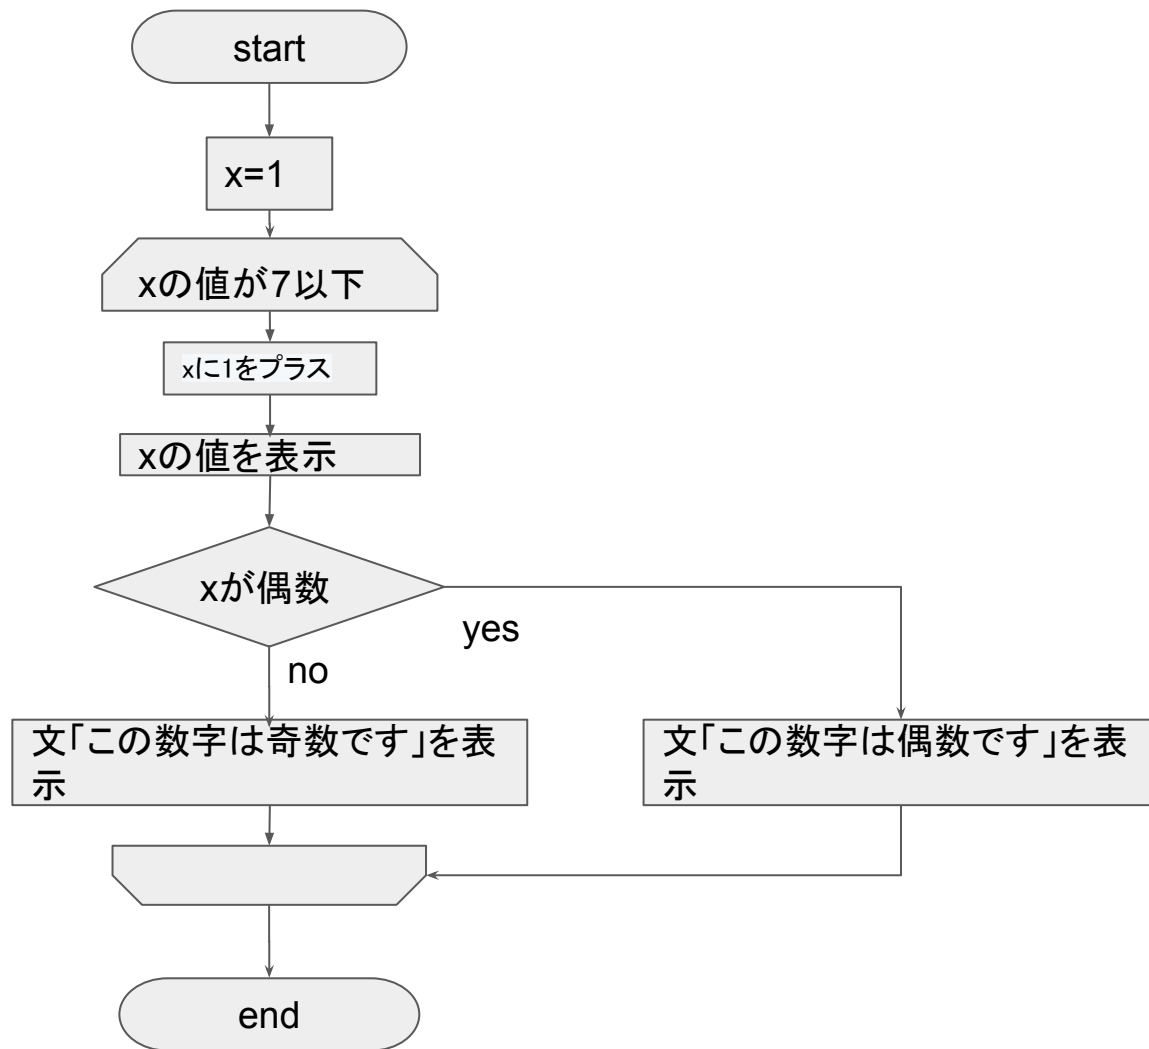 start
x=1
xの値が7以下
xに1をプラス
xの値を表示
xが偶数
yes
no
文「この数字は奇数です」を表
示
文「この数字は偶数です」を表
示
end